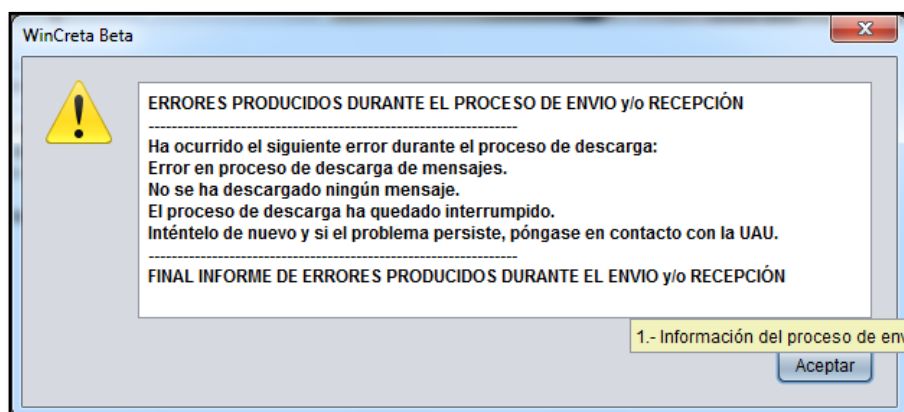 WinCreta Beta
ERRORES PRODUCIDOS DURANTE EL PROCESO DE ENVIO y/o RECEPCIÓN
----------------------------------------------------------------
Ha ocurrido el siguiente error durante el proceso de descarga:
Error en proceso de descarga de mensajes.
No se ha descargado ningún mensaje.
El proceso de descarga ha quedado interrumpido.
Inténtelo de nuevo y si el problema persiste, póngase en contacto con la UAU.
----------------------------------------------------------------
FINAL INFORME DE ERRORES PRODUCIDOS DURANTE EL ENVIO y/o RECEPCIÓN
1.- Información del proceso de env
Aceptar